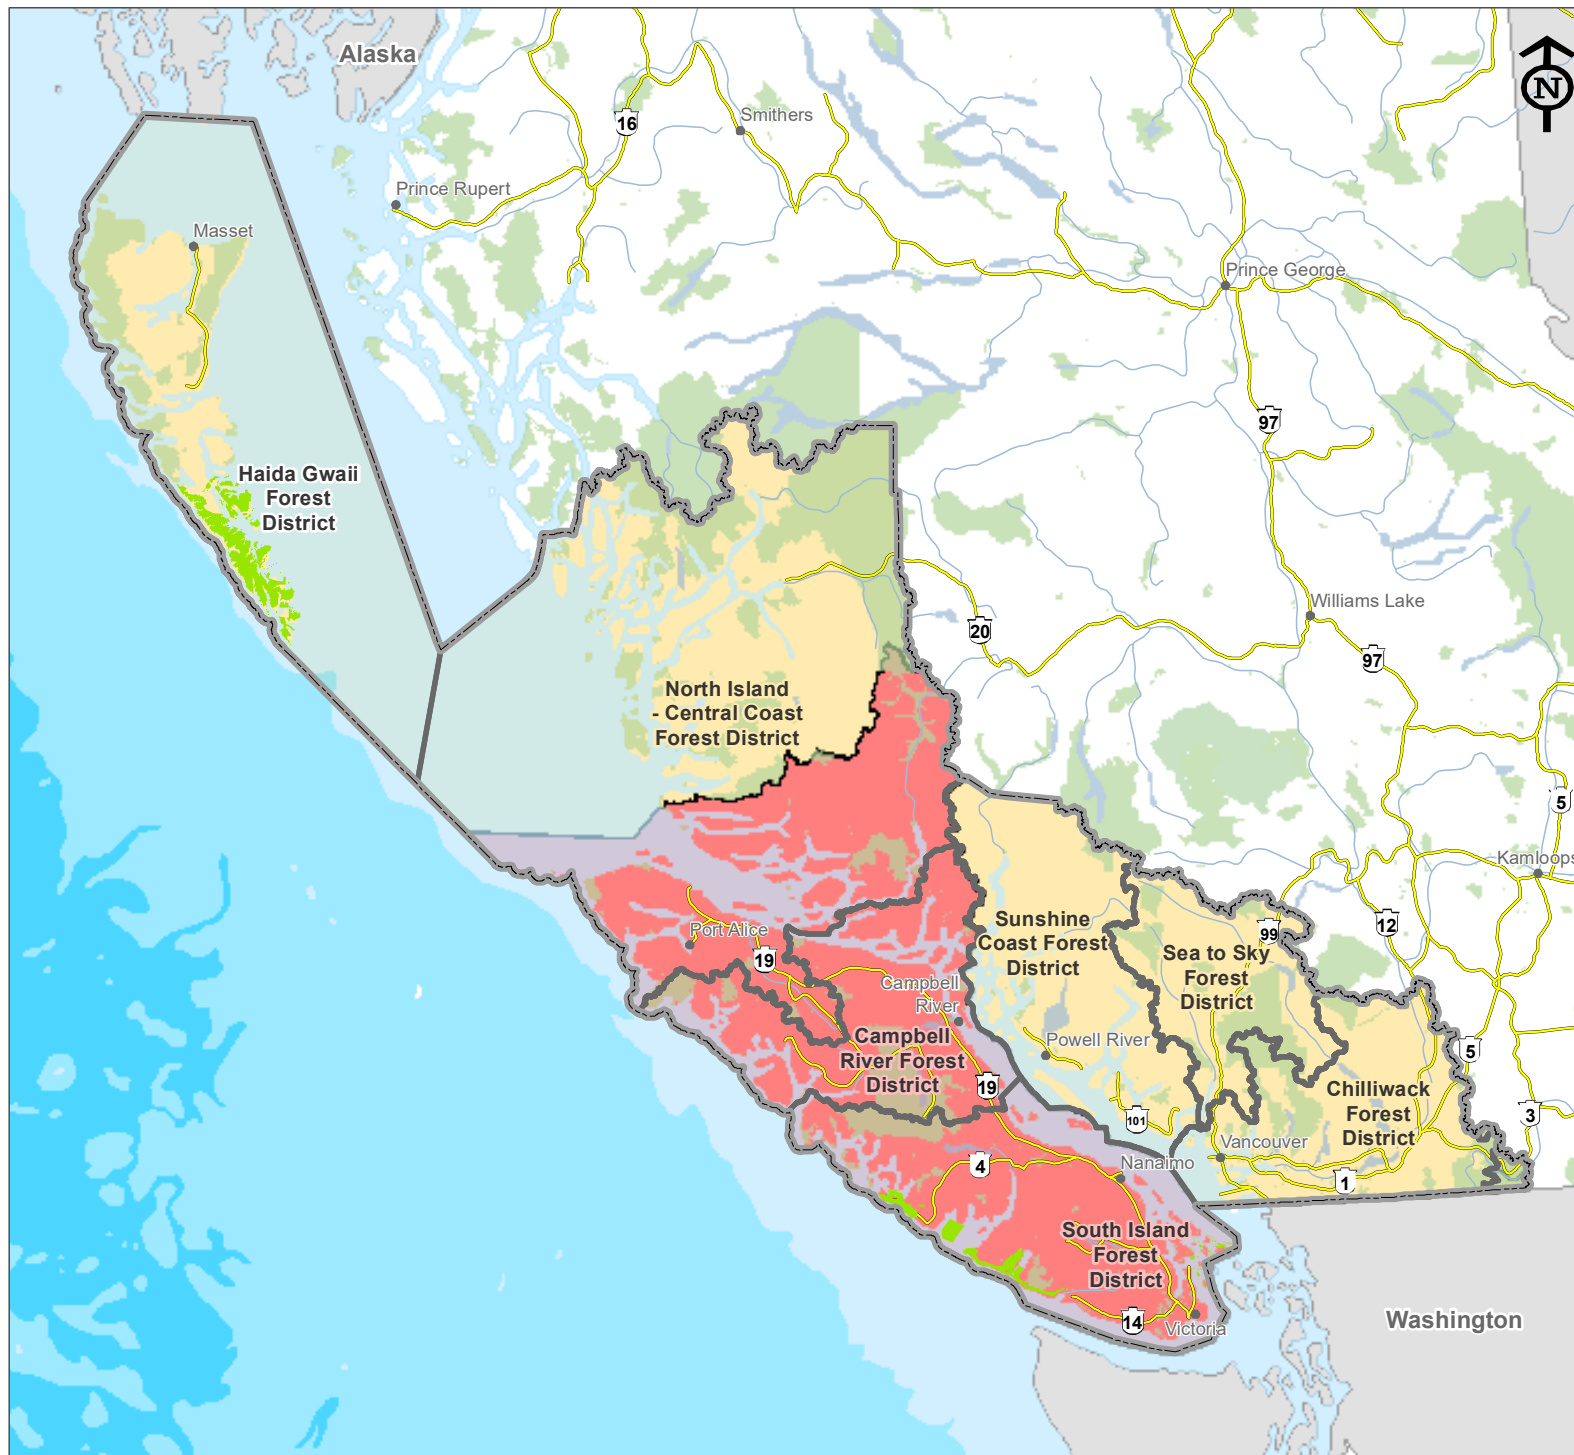 Alaska
N
16
Smithers
Prince Rupert
Masset
Prince George
97
Haida Gwaii
Forest
District
Williams Lake
20
97
North Island
- Central Coast
Forest District
5
Kamloops
Sunshine
Coast Forest
District
99
12
Sea to Sky
Forest
District
Port Alice
19
Campbell
River
Powell River
Campbell
River Forest
District
19
5
Chilliwack
Forest
District
3
101
Vancouver
4
Nanaimo
1
South Island
Forest
District
14
Victoria
Washington